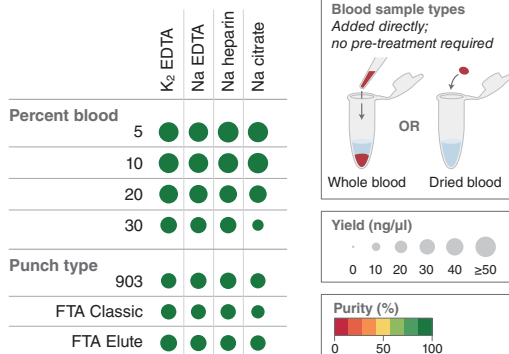 K₂ EDTA
Na EDTA
Na heparin
Na citrate
Percent blood
5
10
20
30
Punch type
903
FTA Classic
FTA Elute
Blood sample types
Added directly;
no pre-treatment required
OR
Whole blood Dried blood
Yield (ng/µl)
0 10 20 30 40 ≥50
Purity (%)
0 50 100